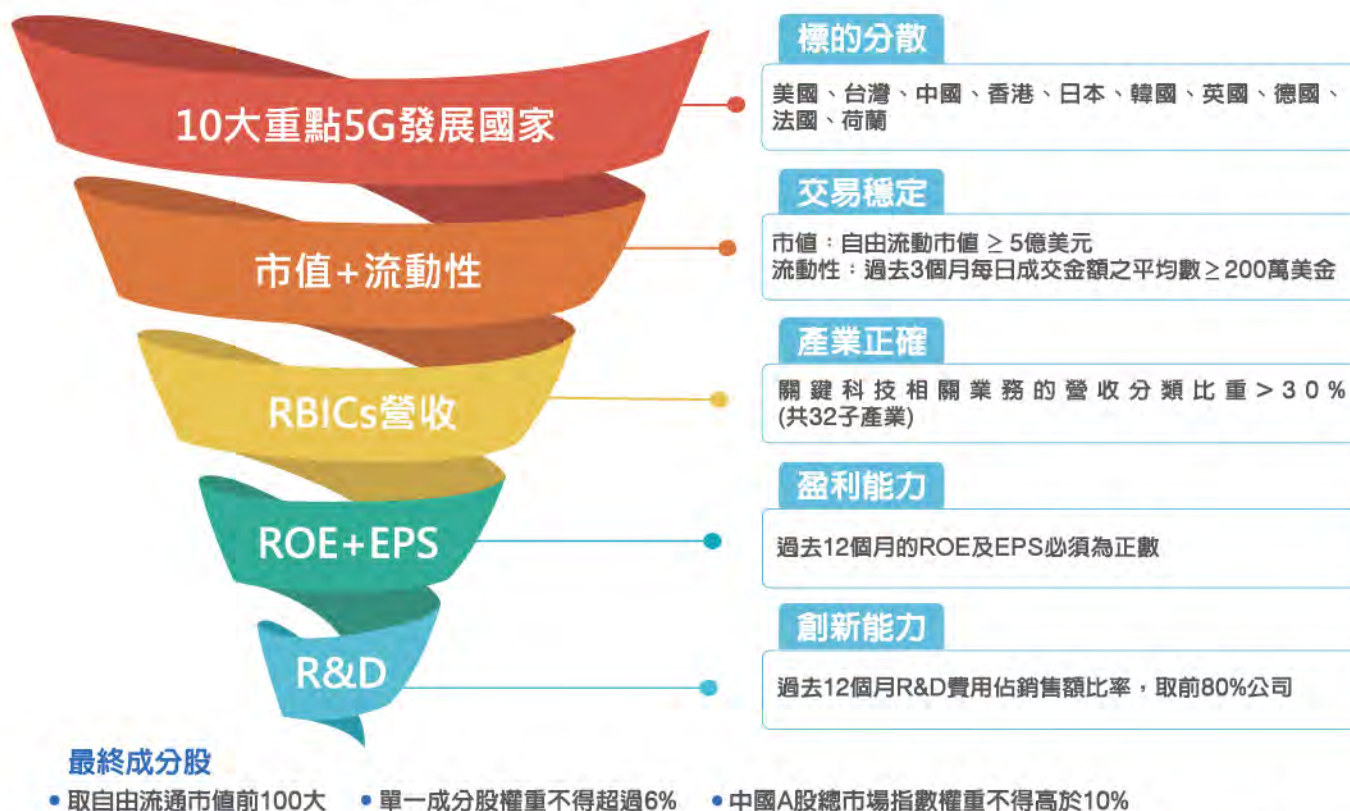 10大重點5G發展國家
標的分散
美國、台灣、中國、香港、日本、韓國、英國、德國、
法國、荷蘭
市值+流動性
交易穩定
市值：自由流動市值 ≥ 5億美元
流動性：過去3個月每日成交金額之平均數≥200萬美金
RBICs營收
產業正確
關鍵科技相關業務的營收分類比重＞30%
(共32子產業)
ROE+EPS
盈利能力
過去12個月的ROE及EPS必須為正數
R&D
創新能力
過去12個月R&D費用佔銷售額比率，取前80%公司
最終成分股
• 取自由流通市值前100大 • 單一成分股權重不得超過6% • 中國A股總市場指數權重不得高於10%